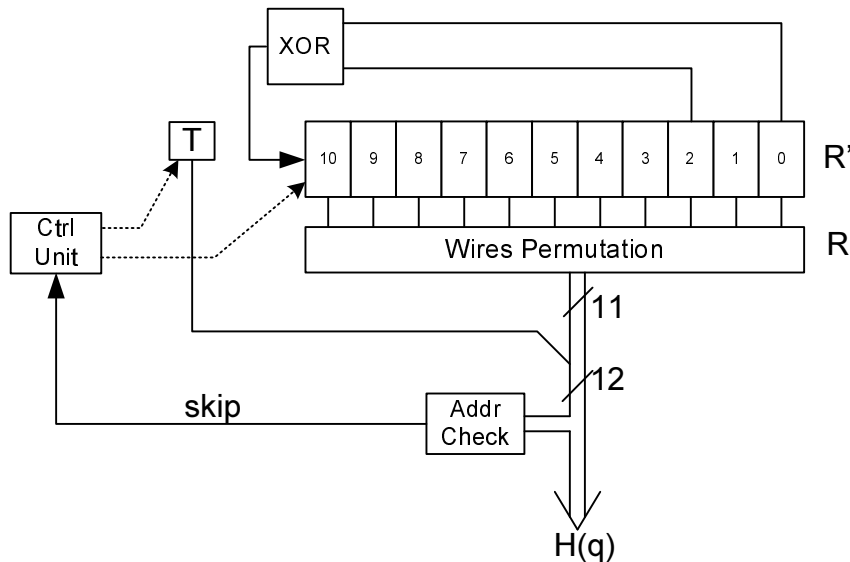 XOR
T
10 9 8 7 6 5 4 3 2 1 0
R'
Ctrl
Unit
Wires Permutation
R
11
12
skip
Addr
Check
H(q)